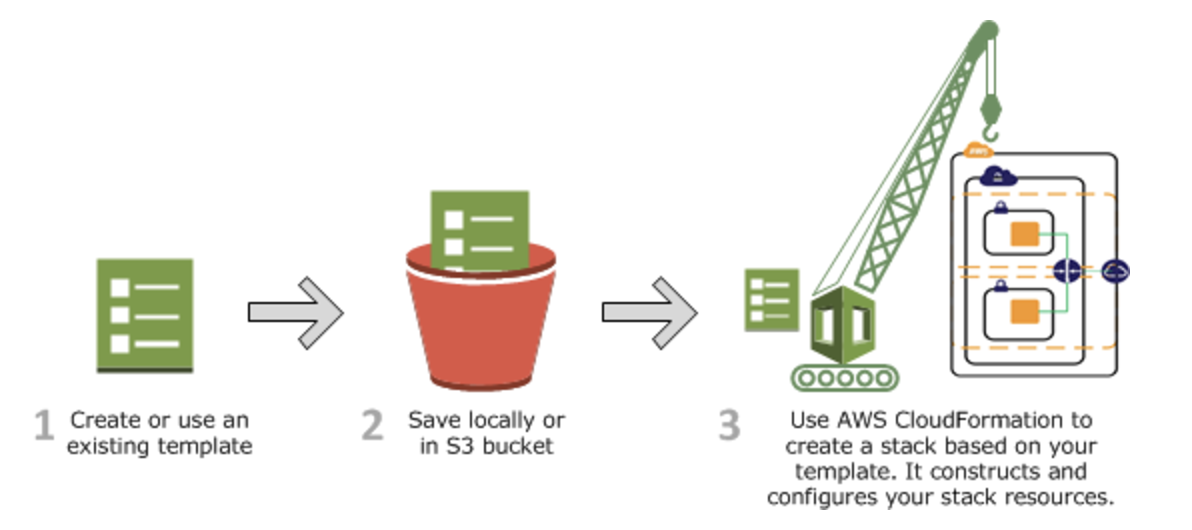 AWS
1 Create or use an
existing template
2 Save locally or
in S3 bucket
3 Use AWS CloudFormation to
create a stack based on your
template. It constructs and
configures your stack resources.